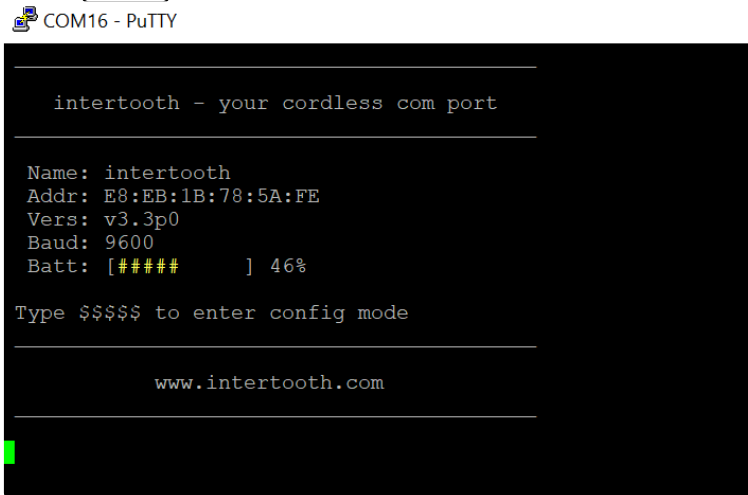 COM16 - PuTTY
intertooth - your cordless com port
Name: intertooth
Addr: E8:EB:1B:78:5A:FE
Vers: v3.3p0
Baud: 9600
Batt: [#####     ] 46%
Type $$$$$ to enter config mode
www.intertooth.com